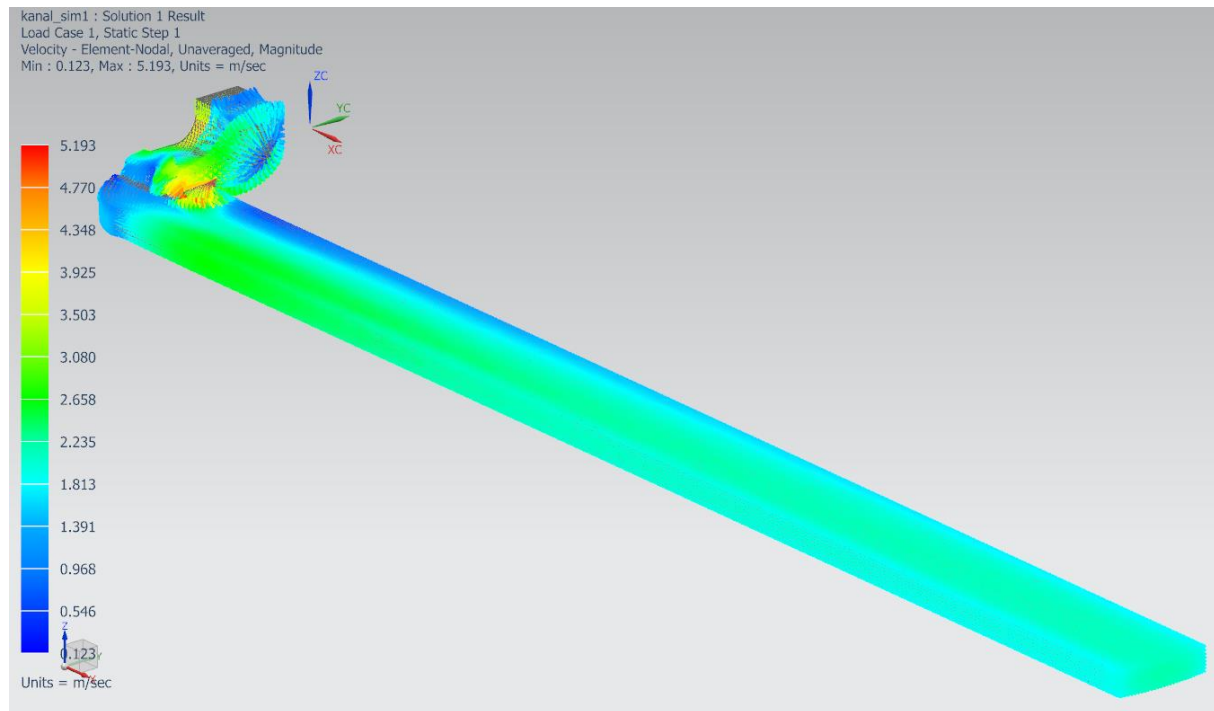 kanal_sim1 : Solution 1 Result
Load Case 1, Static Step 1
Velocity - Element-Nodal, Unaveraged, Magnitude
Min : 0.123, Max : 5.193, Units = m/sec
ZC
YC
XC
5.193
4.770
4.348
3.925
3.503
3.080
2.658
2.235
1.813
1.391
0.968
0.546
Z
0.123
Y
X
Units = m/sec